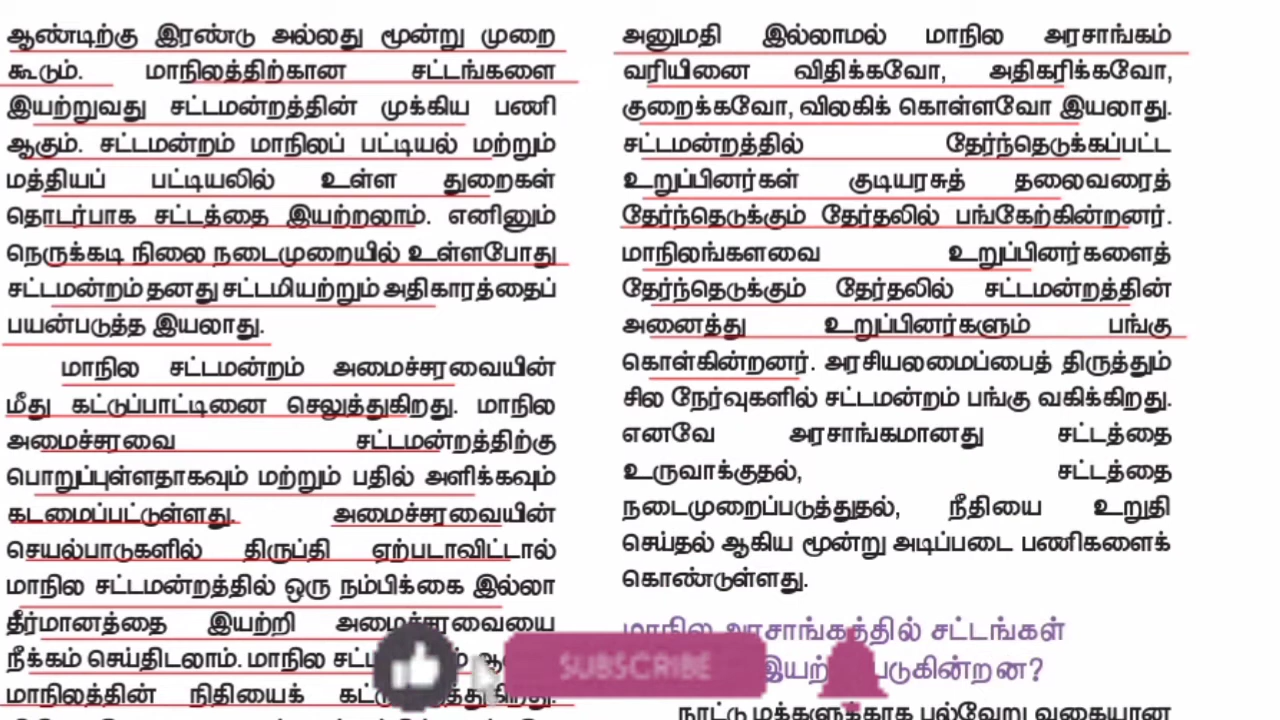 ஆண்டிற்கு இரண்டு அல்லது மூன்று முறை
கூடும். மாநிலத்திற்கான சட்டங்களை
இயற்றுவது சட்டமன்றத்தின் முக்கிய பணி
ஆகும். சட்டமன்றம் மாநிலப் பட்டியல் மற்றும்
மத்தியப் பட்டியலில் உள்ள துறைகள்
தொடர்பாக சட்டத்தை இயற்றலாம். எனினும்
நெருக்கடி நிலை நடைமுறையில் உள்ளபோது
சட்டமன்றம் தனது சட்டமியற்றும் அதிகாரத்தைப்
பயன்படுத்த இயலாது.
மாநில சட்டமன்றம் அமைச்சரவையின்
மீது கட்டுப்பாட்டினை செலுத்துகிறது. மாநில
அமைச்சரவை சட்டமன்றத்திற்கு
பொறுப்புள்ளதாகவும் மற்றும் பதில் அளிக்கவும்
கடமைப்பட்டுள்ளது. அமைச்சரவையின்
செயல்பாடுகளில் திருப்தி ஏற்படாவிட்டால்
மாநில சட்டமன்றத்தில் ஒரு நம்பிக்கை இல்லா
தீர்மானத்தை இயற்றி அமைச்சரவையை
நீக்கம் செய்திடலாம். மாநில
மாநிலத்தின் நிதியைக்
அனுமதி இல்லாமல் மாநில அரசாங்கம்
வரியினை விதிக்கவோ, அதிகரிக்கவோ,
குறைக்கவோ, விலகிக் கொள்ளவோ இயலாது.
சட்டமன்றத்தில் தேர்ந்தெடுக்கப்பட்ட
உறுப்பினர்கள் குடியரசுத் தலைவரைத்
தேர்ந்தெடுக்கும் தேர்தலில் பங்கேற்கின்றனர்.
மாநிலங்களவை உறுப்பினர்களைத்
தேர்ந்தெடுக்கும் தேர்தலில் சட்டமன்றத்தின்
அனைத்து உறுப்பினர்களும் பங்கு
கொள்கின்றனர். அரசியலமைப்பைத் திருத்தும்
சில நேர்வுகளில் சட்டமன்றம் பங்கு வகிக்கிறது.
எனவே அரசாங்கமானது சட்டத்தை
உருவாக்குதல், சட்டத்தை
நடைமுறைப்படுத்துதல், நீதியை உறுதி
செய்தல் ஆகிய மூன்று அடிப்படை பணிகளைக்
கொண்டுள்ளது.
மாநில அரசாங்கத்தில் சட்டங்கள்
நாட்டு மக்களுக்காக பல்வேறு வகையான
SUBSCRIBE